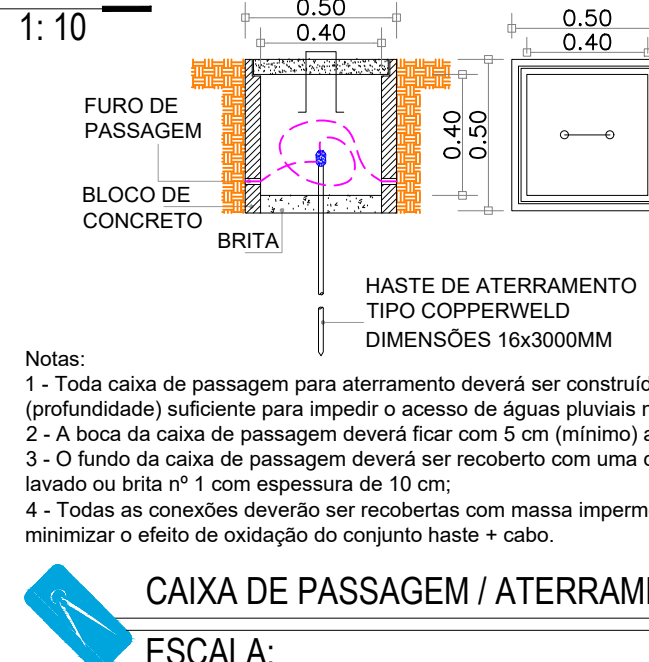 1: 10
0.50
0.40
0.50
0.40
0.40
0.50
FURO DE
PASSAGEM
BLOCO DE
CONCRETO
BRITA
HASTE DE ATERRAMENTO
TIPO COPPERWELD
DIMENSÕES 16x3000MM
Notas:
1 - Toda caixa de passagem para aterramento deverá ser construíd
(profundidade) suficiente para impedir o acesso de águas pluviais n
2 - A boca da caixa de passagem deverá ficar com 5 cm (mínimo) a
3 - O fundo da caixa de passagem deverá ser recoberto com uma c
lavado ou brita nº 1 com espessura de 10 cm;
4 - Todas as conexões deverão ser recobertas com massa imperme
minimizar o efeito de oxidação do conjunto haste + cabo.
CAIXA DE PASSAGEM / ATERRAM
ESCALA: